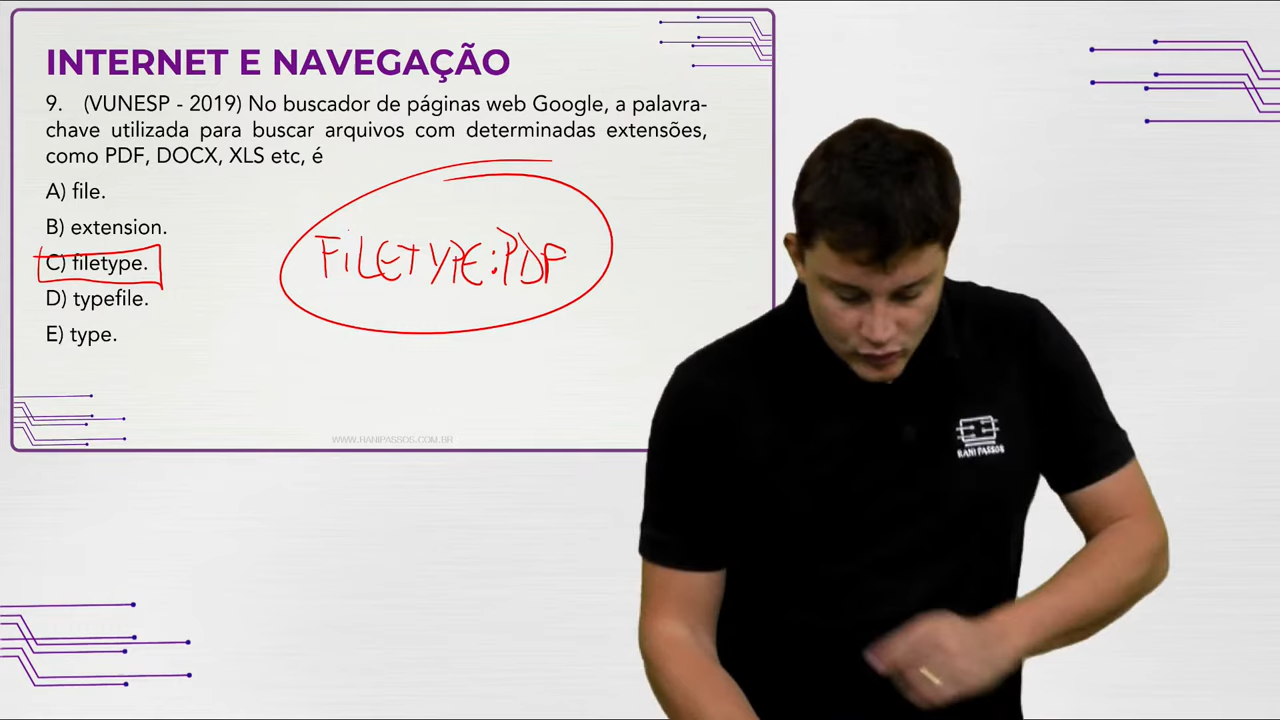 INTERNET E NAVEGAÇÃO
9. (VUNESP - 2019) No buscador de páginas web Google, a palavra-
chave utilizada para buscar arquivos com determinadas extensões,
como PDF, DOCX, XLS etc, é
A) file.
B) extension.
C) filetype.
D) typefile.
E) type.
FILETYPE:PDF
WWW.HANIPASSOS.COM.BR
RANI PASSOS